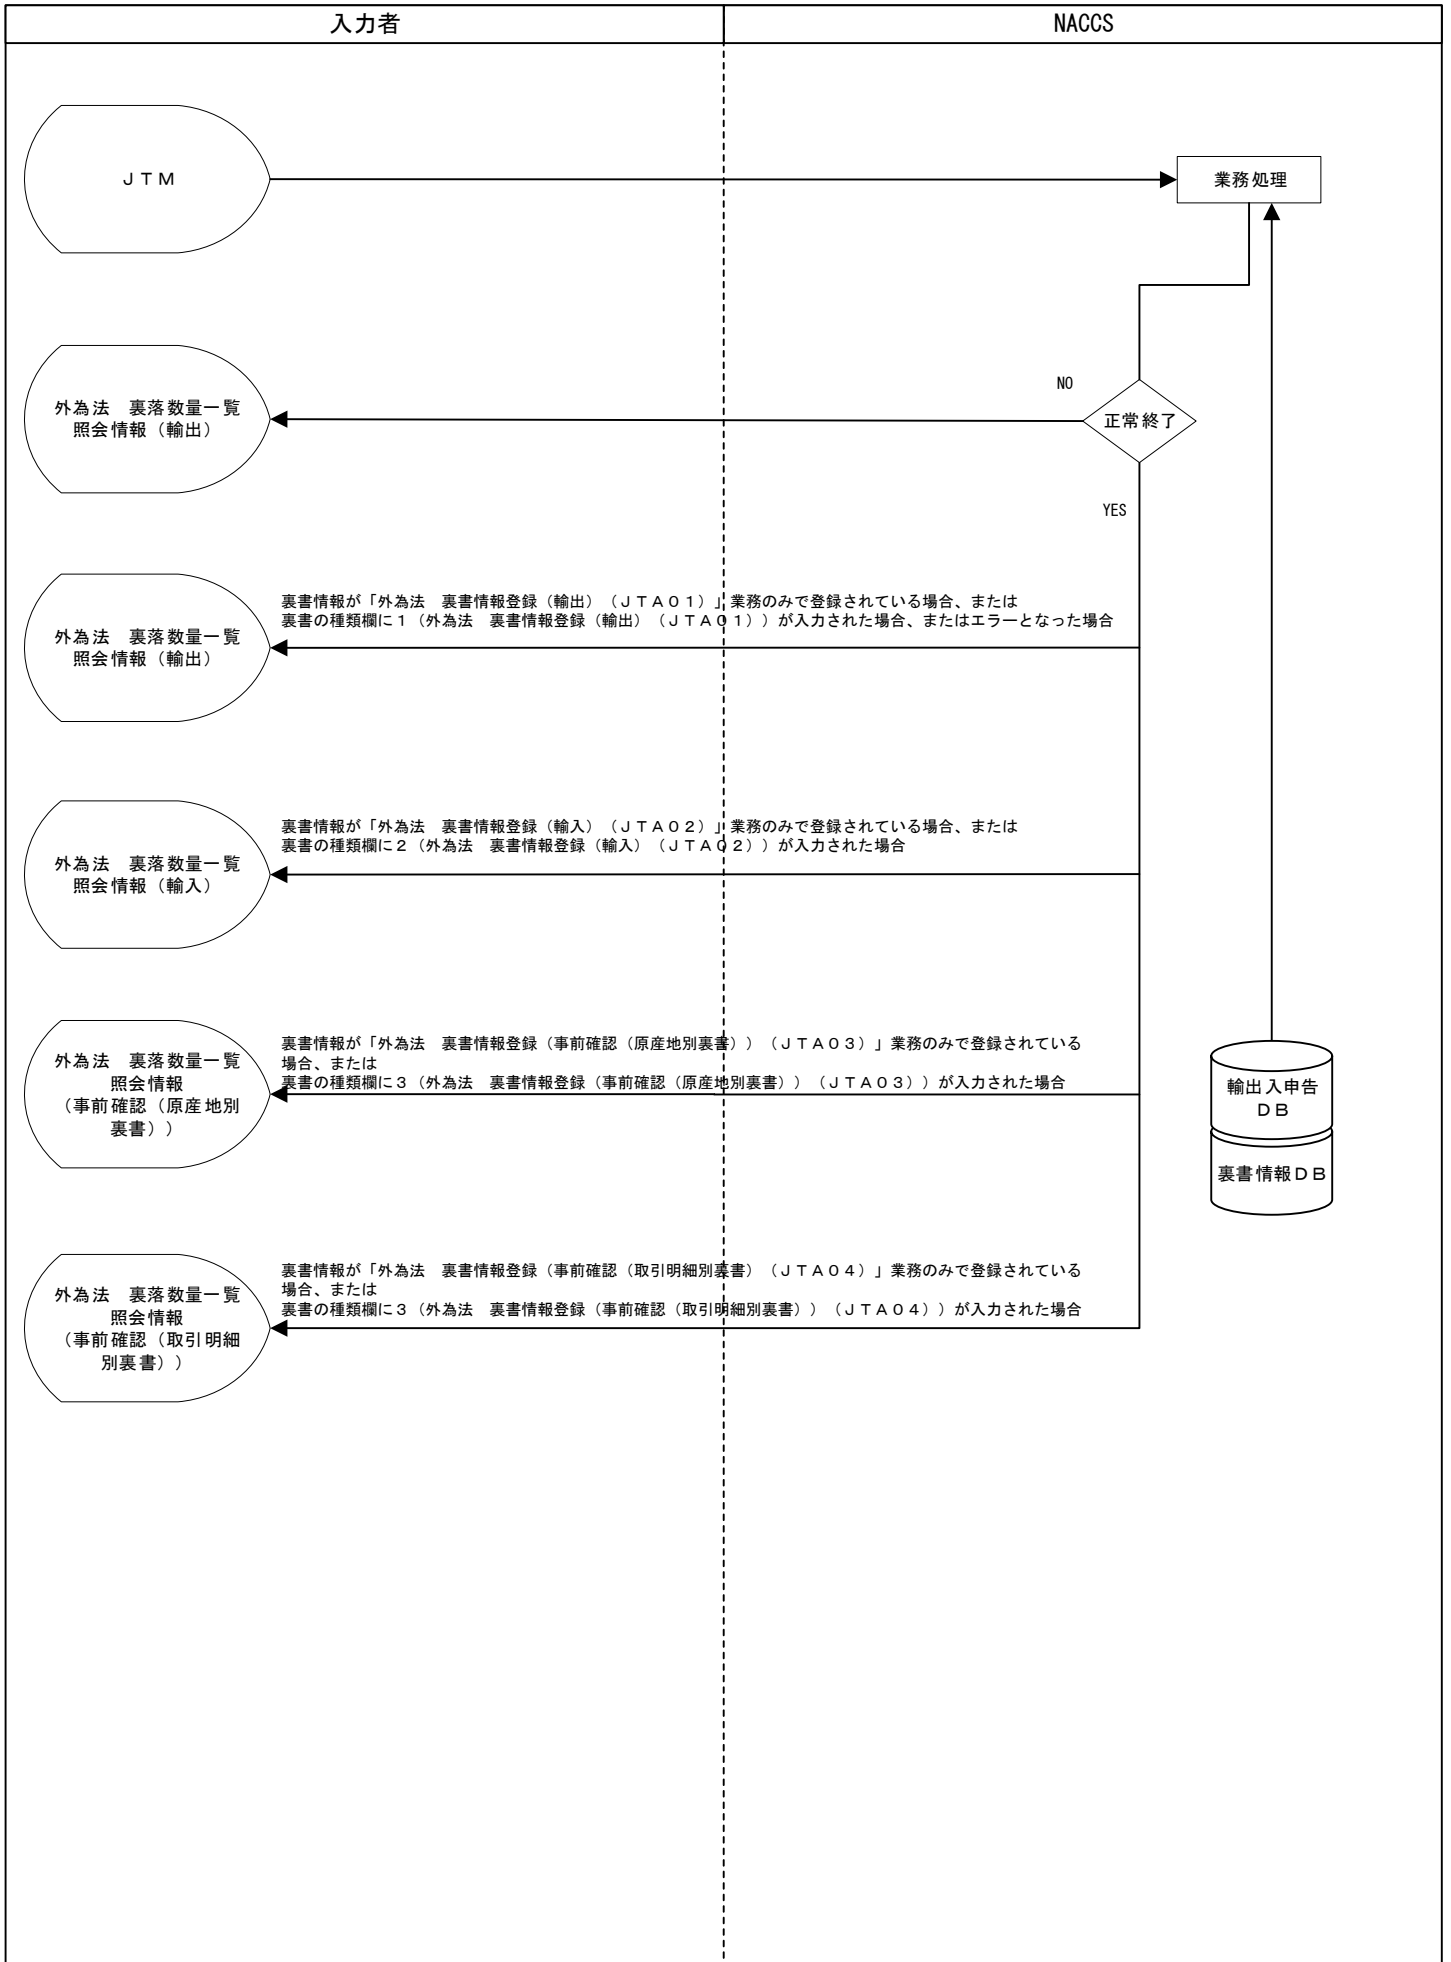 入力者
NACCS
ＪＴＭ
業務処理
外為法　裏落数量一覧
照会情報（輸出）
NO
正常終了
YES
外為法　裏落数量一覧
照会情報（輸出）
裏書情報が「外為法　裏書情報登録（輸出）（ＪＴＡ０１）」業務のみで登録されている場合、または
裏書の種類欄に１（外為法　裏書情報登録（輸出）（ＪＴＡ０１））が入力された場合、またはエラーとなった場合
外為法　裏落数量一覧
照会情報（輸入）
裏書情報が「外為法　裏書情報登録（輸入）（ＪＴＡ０２）」業務のみで登録されている場合、または
裏書の種類欄に２（外為法　裏書情報登録（輸入）（ＪＴＡ０２））が入力された場合
外為法　裏落数量一覧
照会情報
（事前確認（原産地別
裏書））
裏書情報が「外為法　裏書情報登録（事前確認（原産地別裏書））（ＪＴＡ０３）」業務のみで登録されている
場合、または
裏書の種類欄に３（外為法　裏書情報登録（事前確認（原産地別裏書））（ＪＴＡ０３））が入力された場合
輸出入申告
ＤＢ
裏書情報ＤＢ
外為法　裏落数量一覧
照会情報
（事前確認（取引明細
別裏書））
裏書情報が「外為法　裏書情報登録（事前確認（取引明細別裏書）（ＪＴＡ０４）」業務のみで登録されている
場合、または
裏書の種類欄に３（外為法　裏書情報登録（事前確認（取引明細別裏書））（ＪＴＡ０４））が入力された場合